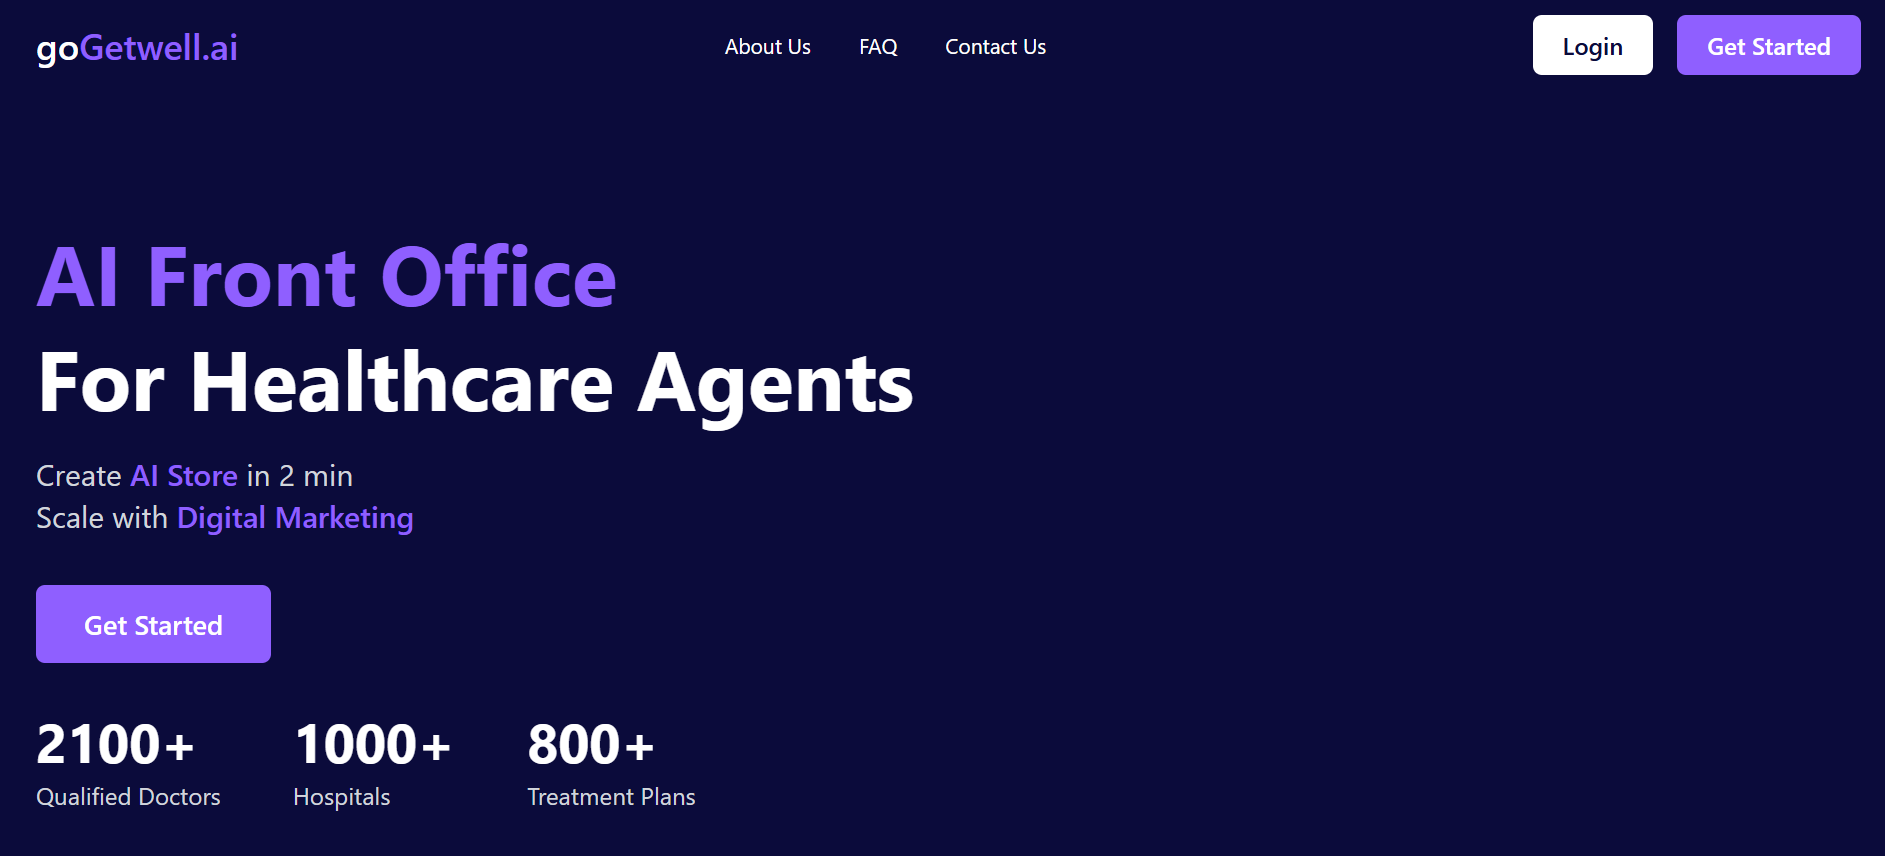 goGetwell.ai
About Us
FAQ
Contact Us
Login
Get Started
AI Front Office
For Healthcare Agents
Create AI Store in 2 min
Scale with Digital Marketing
Get Started
2100+
Qualified Doctors
1000+
Hospitals
800+
Treatment Plans